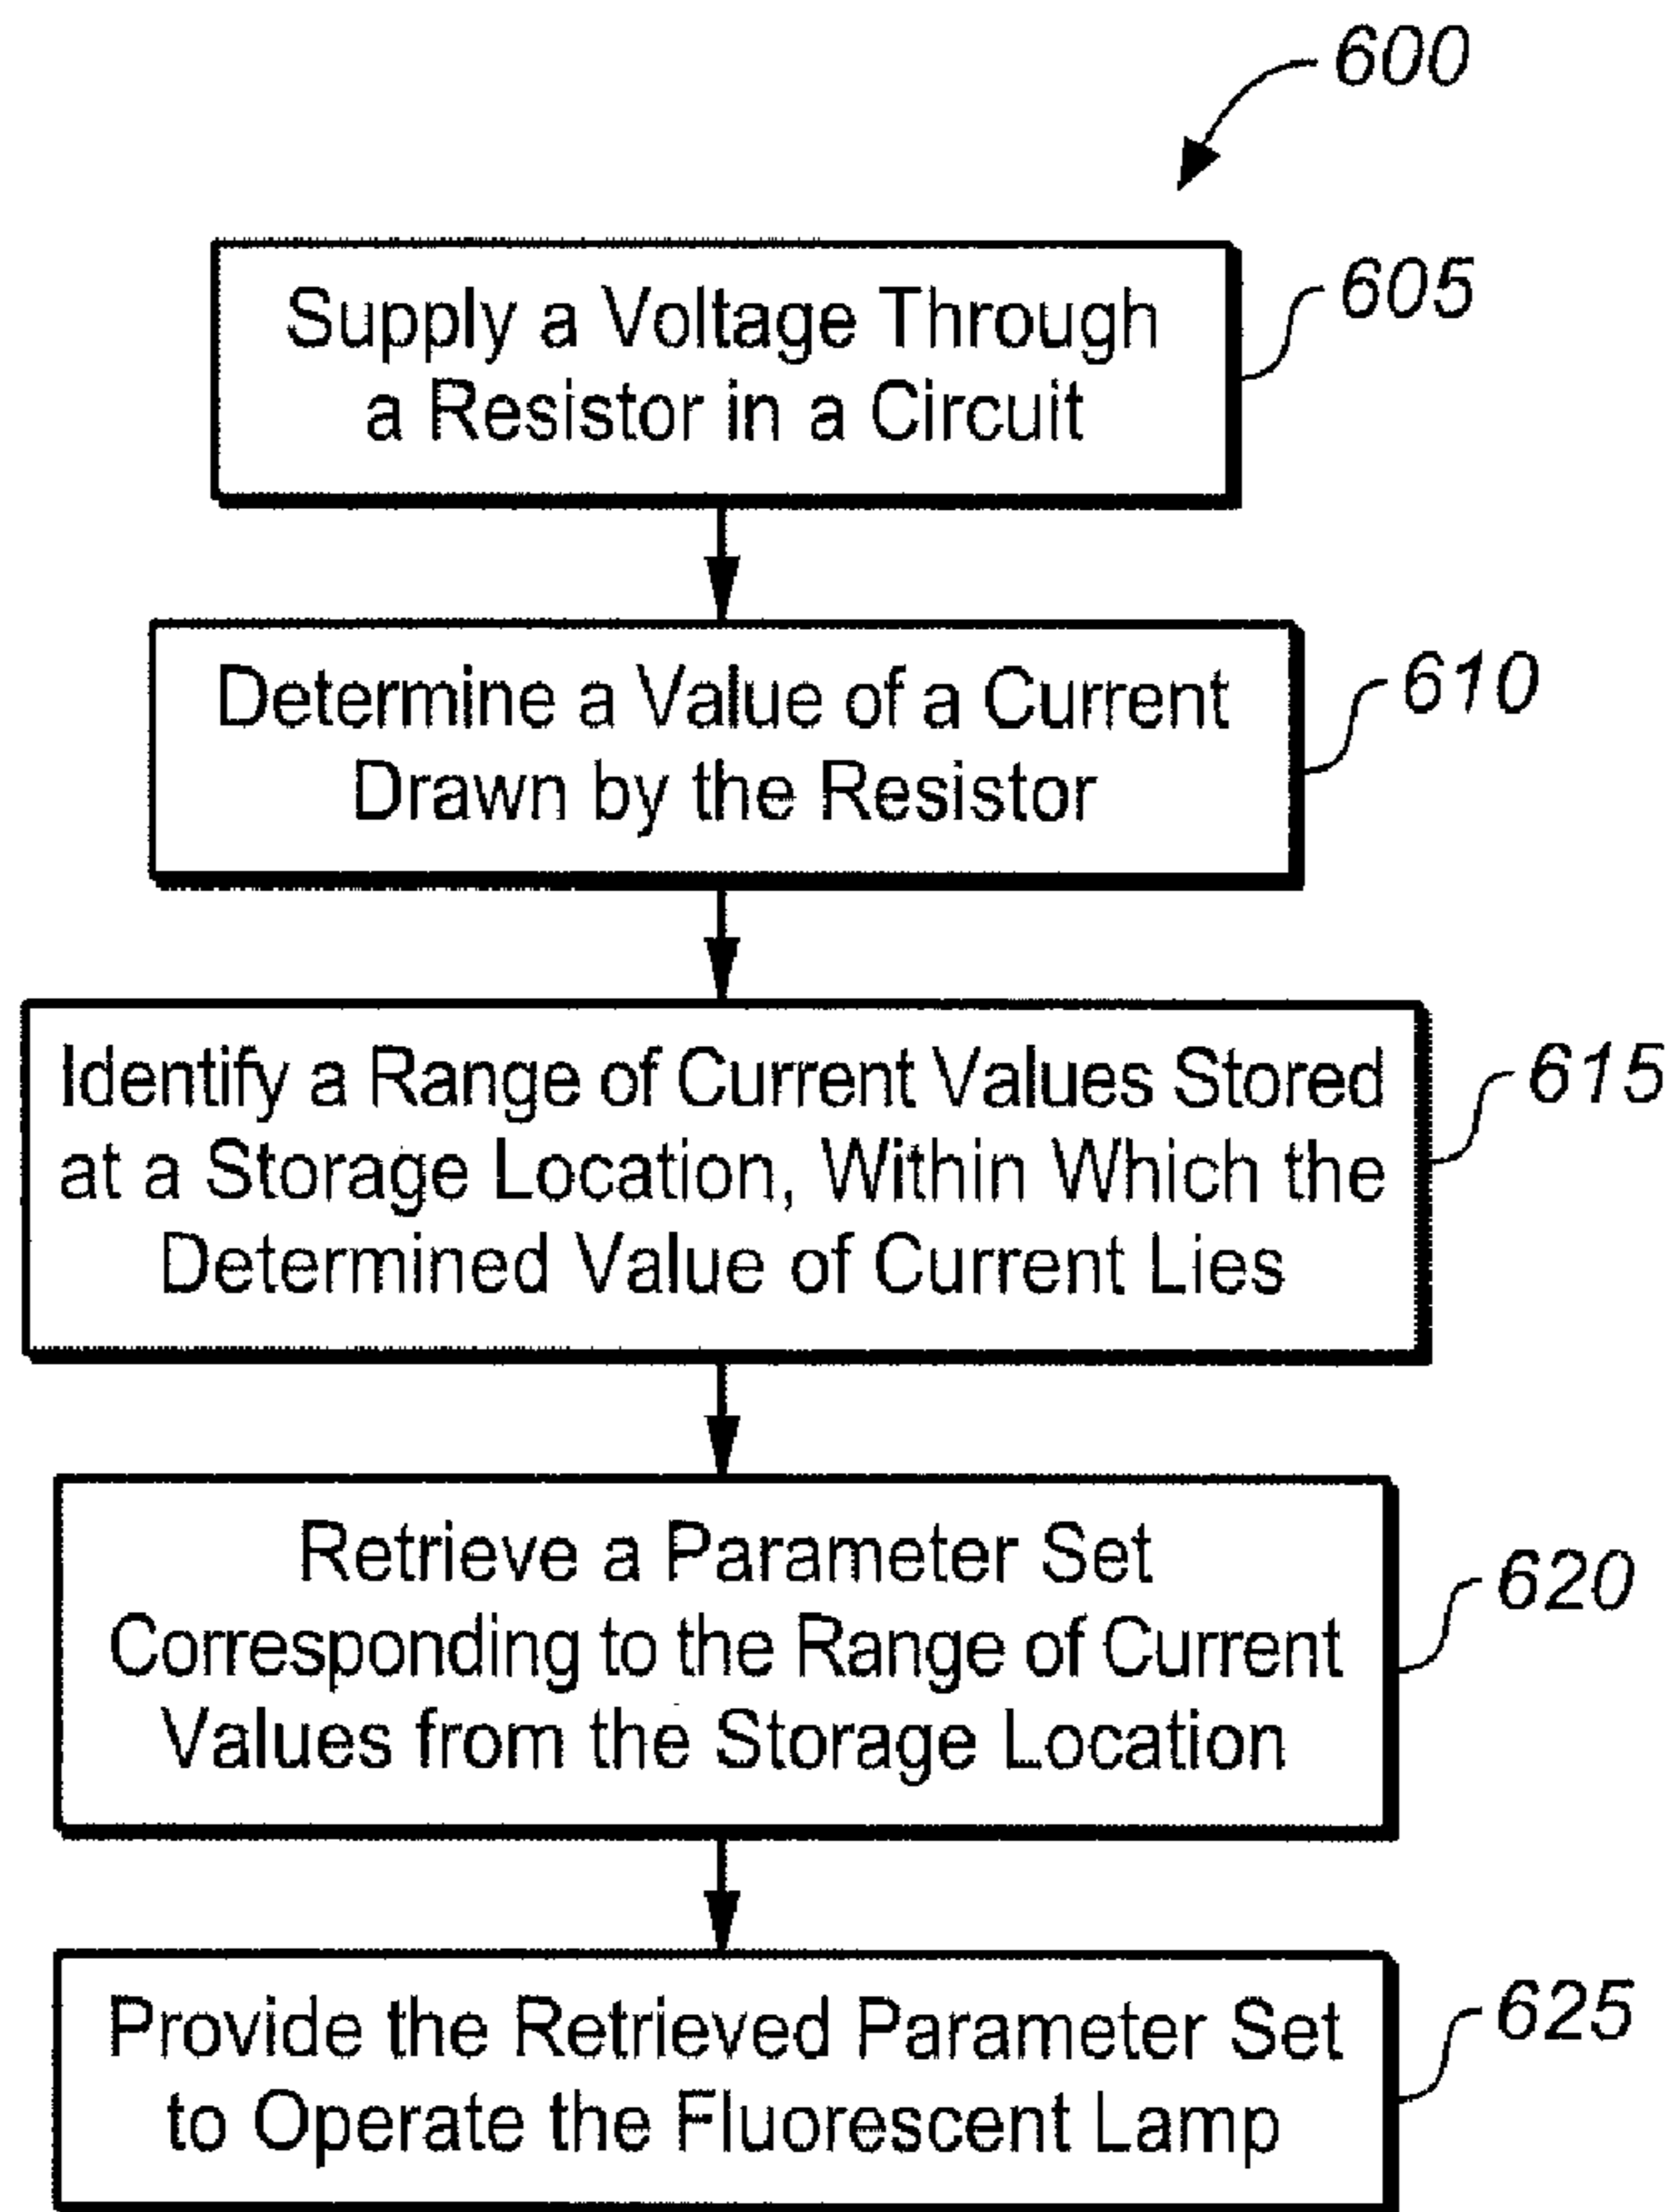 600
Supply a Voltage Through
a Resistor in a Circuit
605
Determine a Value of a Current
Drawn by the Resistor
610
Identify a Range of Current Values Stored
at a Storage Location, Within Which the
Determined Value of Current Lies
615
Retrieve a Parameter Set
Corresponding to the Range of Current
Values from the Storage Location
620
Provide the Retrieved Parameter Set
to Operate the Fluorescent Lamp
625